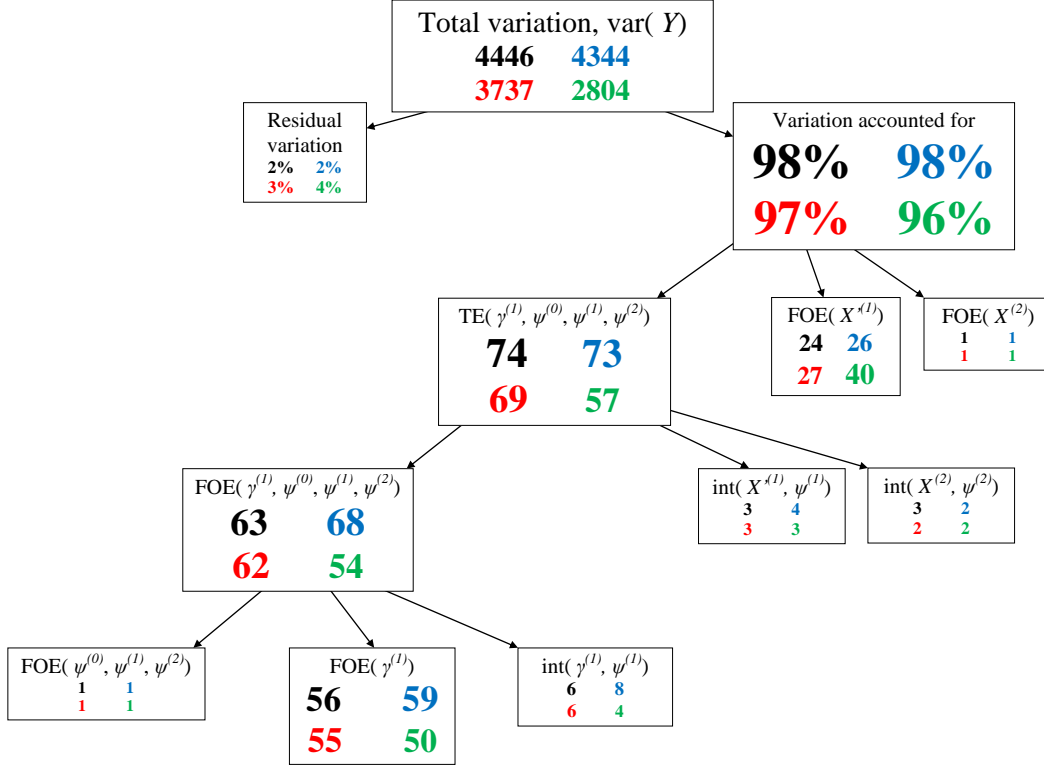 Total variation, var( Y)
4446 4344
3737 2804
Residual
variation
2% 2%
3% 4%
Variation accounted for
98% 98%
97% 96%
TE( γ⁽¹⁾, ψ⁽⁰⁾, ψ⁽¹⁾, ψ⁽²⁾)
74 73
69 57
FOE( X′⁽¹⁾)
24 26
27 40
FOE( X⁽²⁾)
1 1
1 1
FOE( γ⁽¹⁾, ψ⁽⁰⁾, ψ⁽¹⁾, ψ⁽²⁾)
63 68
62 54
int( X′⁽¹⁾, ψ⁽¹⁾)
3 4
3 3
int( X⁽²⁾, ψ⁽²⁾)
3 2
2 2
FOE( ψ⁽⁰⁾, ψ⁽¹⁾, ψ⁽²⁾)
1 1
1 1
FOE( γ⁽¹⁾)
56 59
55 50
int( γ⁽¹⁾, ψ⁽¹⁾)
6 8
6 4